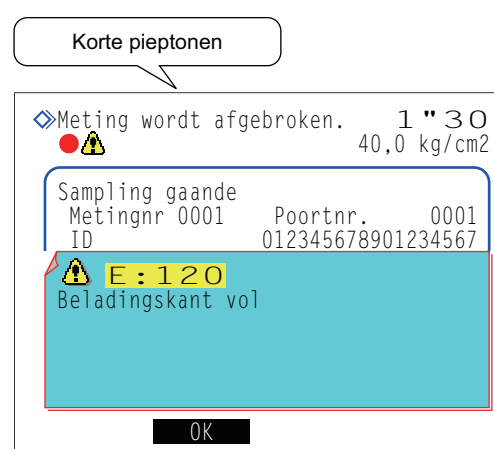 Korte pieptonen
Meting wordt afgebroken. 1"30
40,0 kg/cm2
Sampling gaande
Metingnr 0001 Poortnr. 0001
ID 012345678901234567
E:120
Beladingskant vol
OK